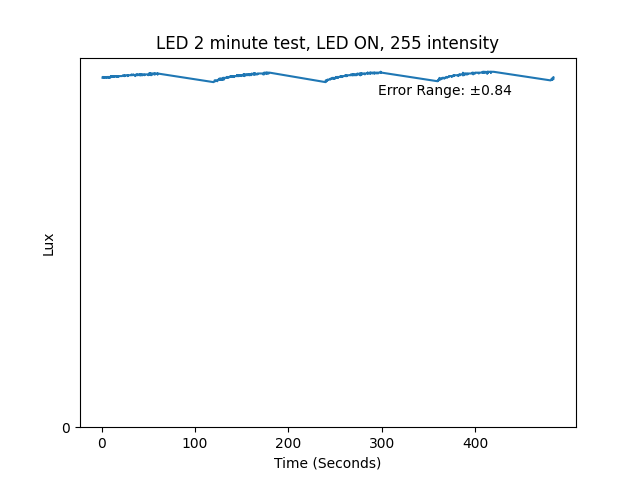 LED 2 minute test, LED ON, 255 intensity
Error Range: ±0.84
Lux
0
0 100 200 300 400
Time (Seconds)